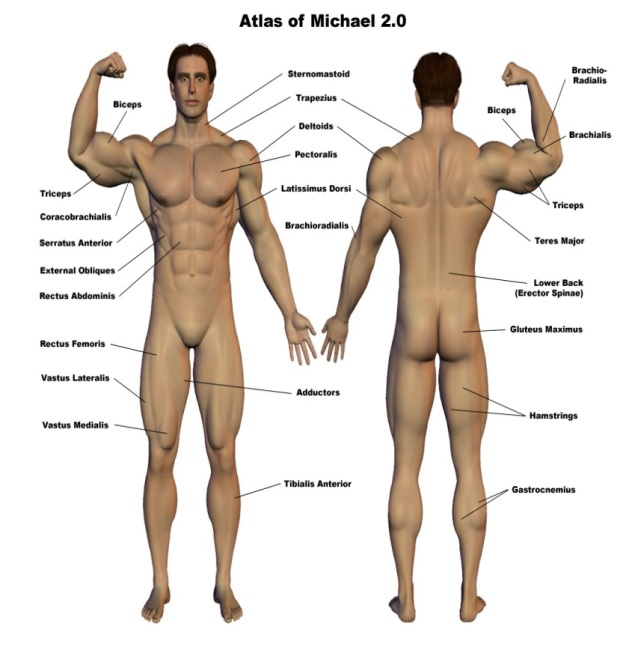 Atlas of Michael 2.0
Sternomastoid
Trapezius
Deltoids
Pectoralis
Latissimus Dorsi
Brachioradialis
Biceps
Triceps
Coracobrachialis
Serratus Anterior
External Obliques
Rectus Abdominis
Rectus Femoris
Vastus Lateralis
Vastus Medialis
Adductors
Tibialis Anterior
Brachio-
Radialis
Biceps
Brachialis
Triceps
Teres Major
Lower Back
(Erector Spinae)
Gluteus Maximus
Hamstrings
Gastrocnemius